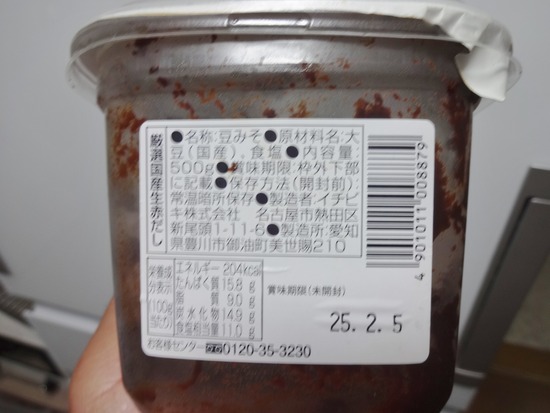 厳選国産生赤だし
●名称:豆みそ●原材料名:大
豆(国産)、食塩●内容量:
500g●賞味期限:枠外下部
に記載●保存方法(開封前):
常温暗所保存●製造者:イチビ
キ株式会社 名古屋市熱田区
新尾頭1-11-6●製造所:愛知
県豊川市御油町美世賜210
栄養成分表示(100g当たり)
エネルギー 204kcal
たんぱく質 15.8 g
脂質 9.0 g
炭水化物 14.9 g
食塩相当量 11.0 g
お客様センター 0120-35-3230
賞味期限(未開封)
25.2.5
4 901011 008879